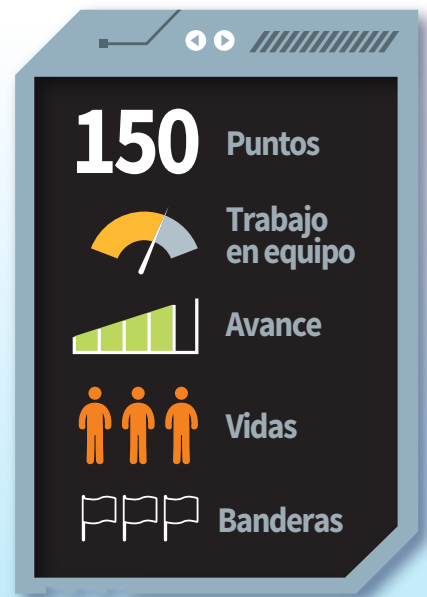 150 Puntos
Trabajo
en equipo
Avance
Vidas
Banderas